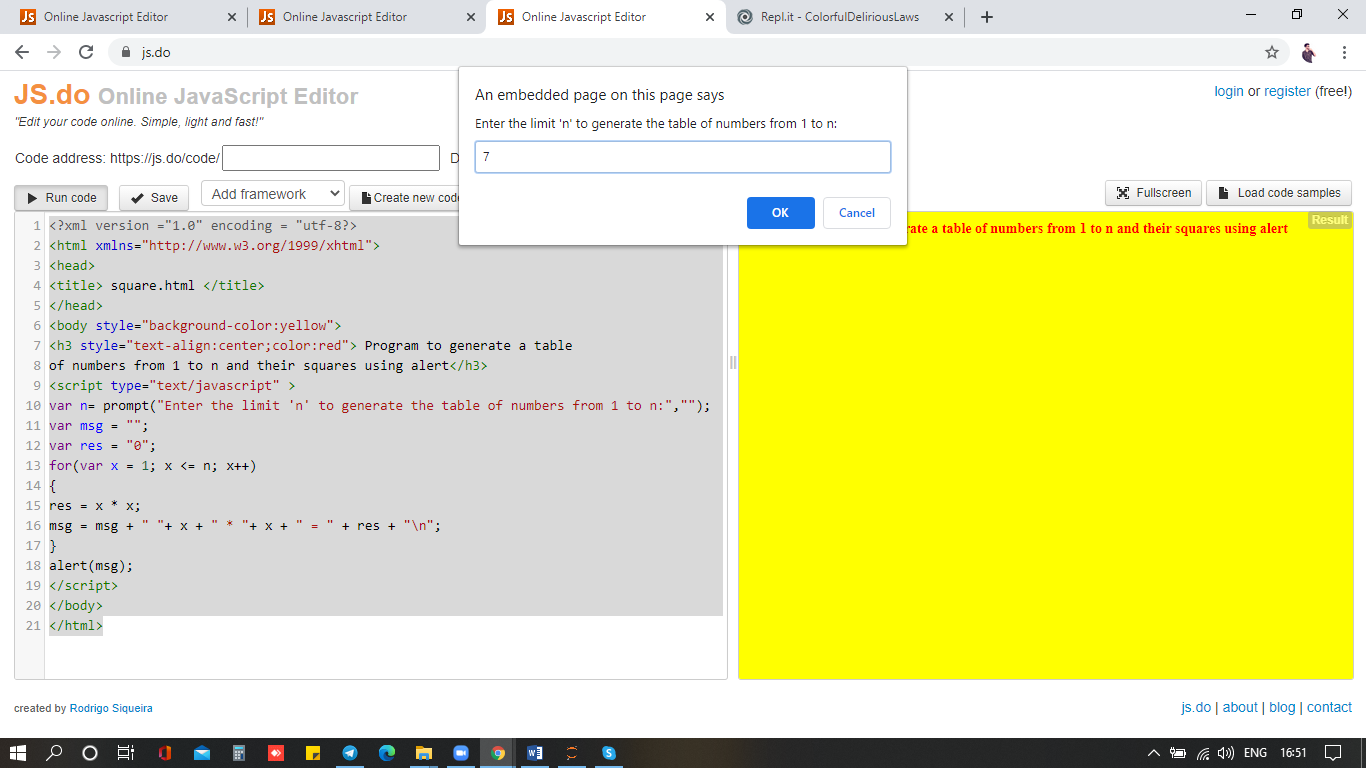 Online Javascript Editor
Online Javascript Editor
Online Javascript Editor
Repl.it - ColorfulDeliriousLaws
js.do
JS.do Online JavaScript Editor
"Edit your code online. Simple, light and fast!"
login or register (free!)
An embedded page on this page says
Enter the limit 'n' to generate the table of numbers from 1 to n:
7
OK
Cancel
Code address: https://js.do/code/ D
Run code
Save
Add framework
Create new code
Fullscreen
Load code samples
1 <?xml version ="1.0" encoding = "utf-8?>
2 <html xmlns="http://www.w3.org/1999/xhtml">
3 <head>
4 <title> square.html </title>
5 </head>
6 <body style="background-color:yellow">
7 <h3 style="text-align:center;color:red"> Program to generate a table
8 of numbers from 1 to n and their squares using alert</h3>
9 <script type="text/javascript" >
10 var n= prompt("Enter the limit 'n' to generate the table of numbers from 1 to n:","");
11 var msg = "";
12 var res = "0";
13 for(var x = 1; x <= n; x++)
14 {
15 res = x * x;
16 msg = msg + " "+ x + " * "+ x + " = " + res + "\n";
17 }
18 alert(msg);
19 </script>
20 </body>
21 </html>
rate a table of numbers from 1 to n and their squares using alert
Result
created by Rodrigo Siqueira
js.do | about | blog | contact
ENG
16:51